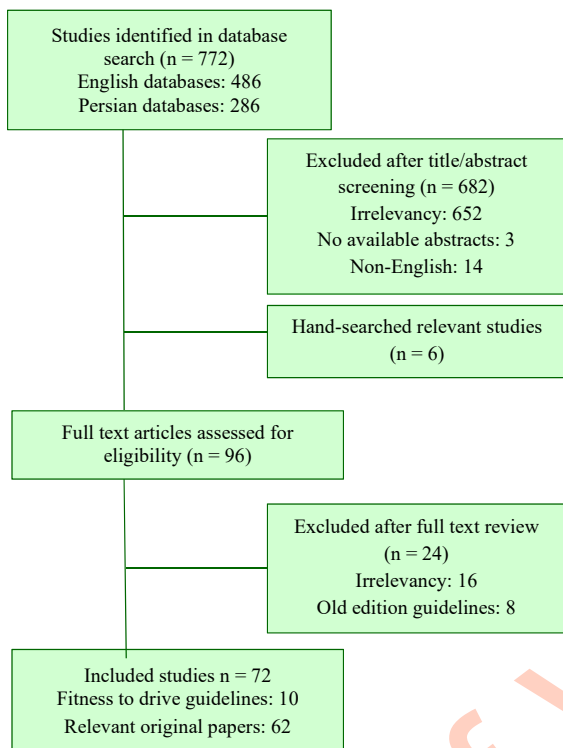 Studies identified in database
search (n = 772)
English databases: 486
Persian databases: 286
Excluded after title/abstract
screening (n = 682)
Irrelevancy: 652
No available abstracts: 3
Non-English: 14
Hand-searched relevant studies
(n = 6)
Full text articles assessed for
eligibility (n = 96)
Excluded after full text review
(n = 24)
Irrelevancy: 16
Old edition guidelines: 8
Included studies n = 72
Fitness to drive guidelines: 10
Relevant original papers: 62